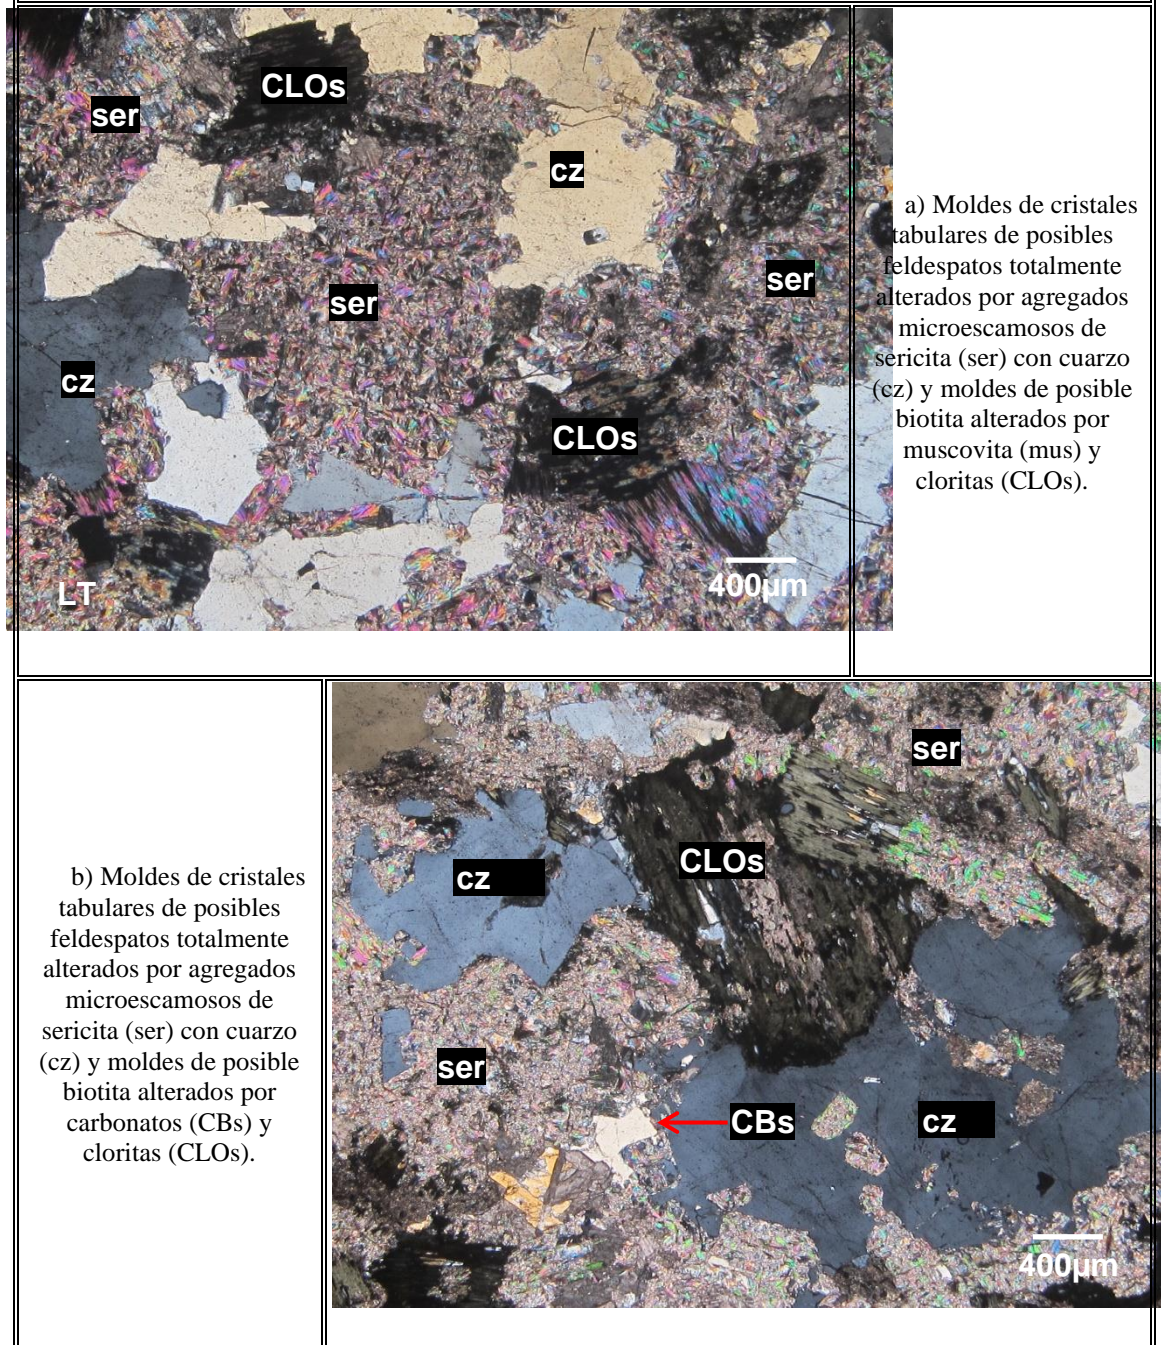 CLOs
ser
cz
ser
ser
cz
CLOs
LT
400µm
a) Moldes de cristales
tabulares de posibles
feldespatos totalmente
alterados por agregados
microescamosos de
sericita (ser) con cuarzo
(cz) y moldes de posible
biotita alterados por
muscovita (mus) y
cloritas (CLOs).
b) Moldes de cristales
tabulares de posibles
feldespatos totalmente
alterados por agregados
microescamosos de
sericita (ser) con cuarzo
(cz) y moldes de posible
biotita alterados por
carbonatos (CBs) y
cloritas (CLOs).
ser
CLOs
cz
ser
CBs
cz
400µm